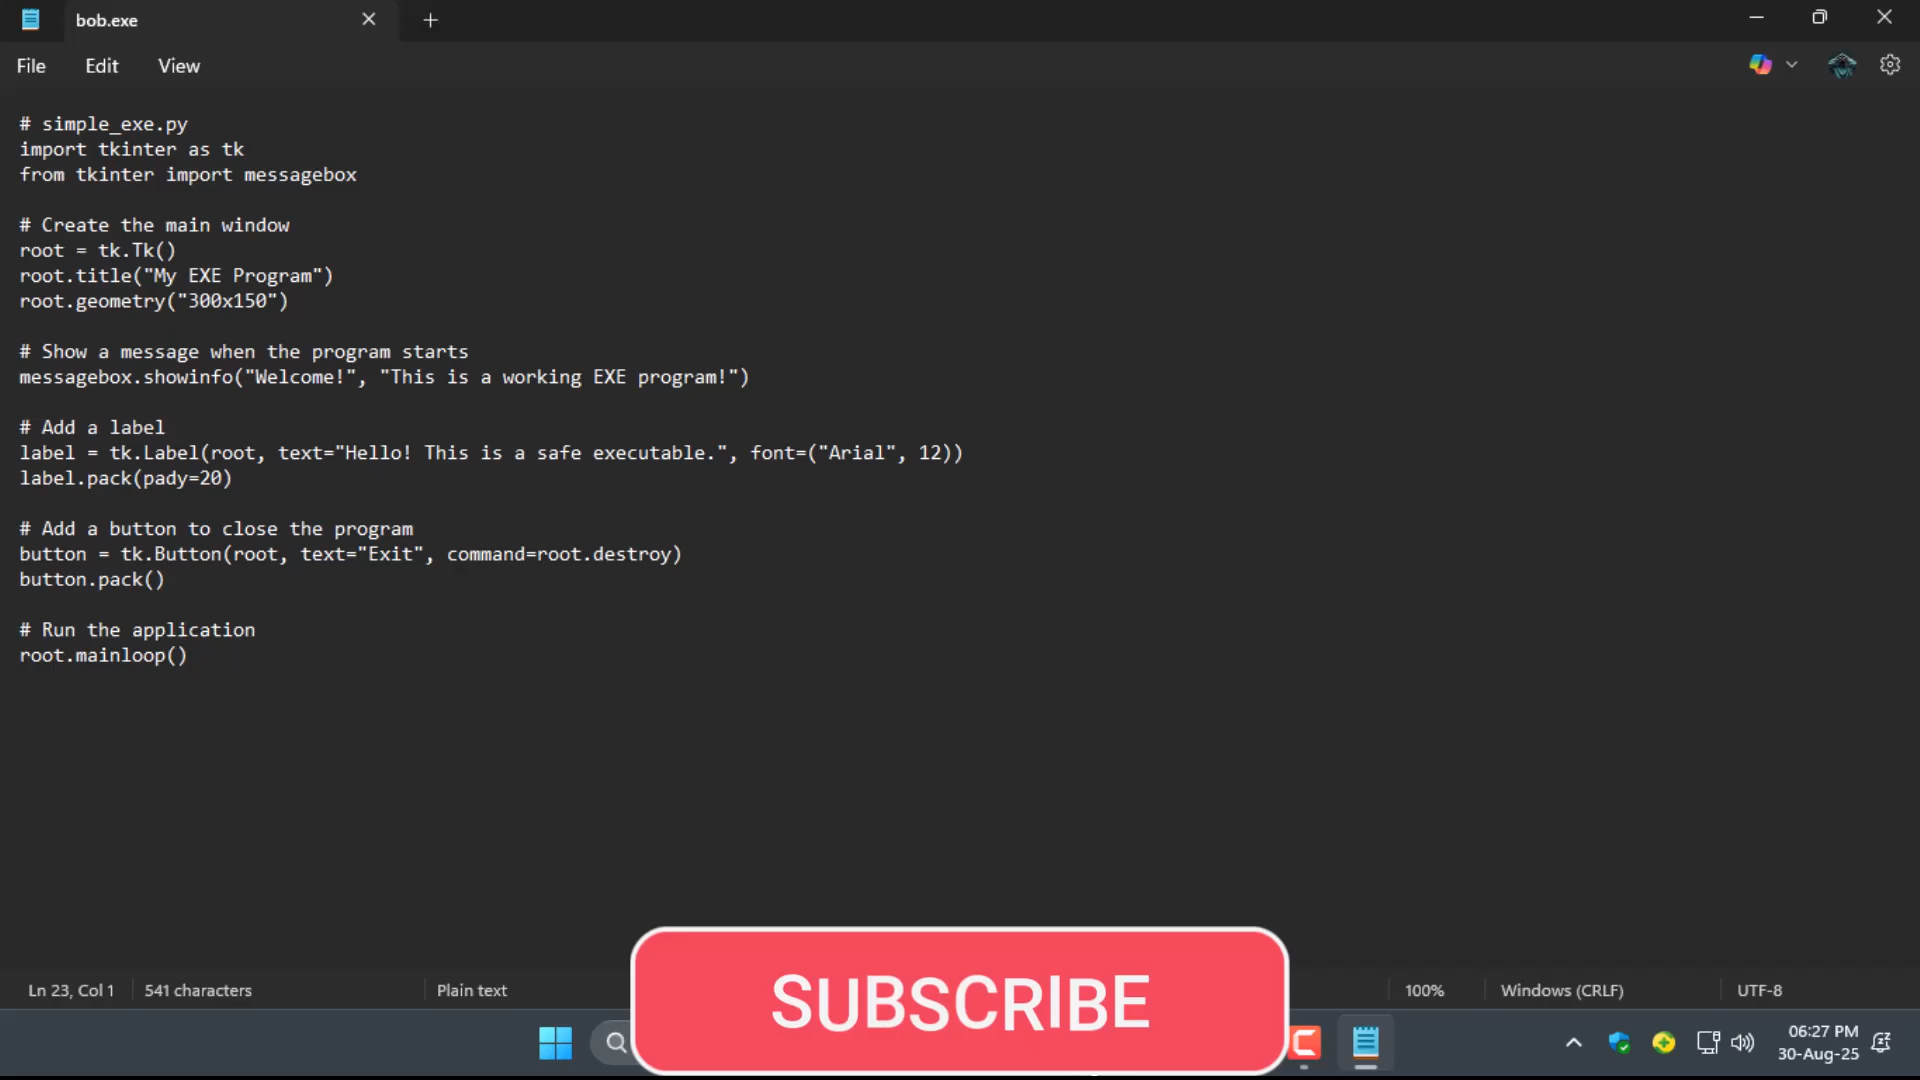 bob.exe
File Edit View
# simple_exe.py
import tkinter as tk
from tkinter import messagebox
# Create the main window
root = tk.Tk()
root.title("My EXE Program")
root.geometry("300x150")
# Show a message when the program starts
messagebox.showinfo("Welcome!", "This is a working EXE program!")
# Add a label
label = tk.Label(root, text="Hello! This is a safe executable.", font=("Arial", 12))
label.pack(pady=20)
# Add a button to close the program
button = tk.Button(root, text="Exit", command=root.destroy)
button.pack()
# Run the application
root.mainloop()
Ln 23, Col 1 541 characters Plain text 100% Windows (CRLF) UTF-8
SUBSCRIBE
06:27 PM
30-Aug-25